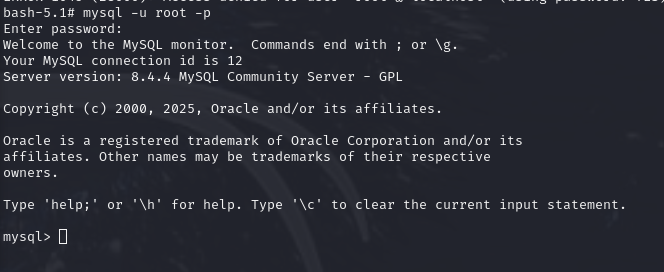 bash-5.1# mysql -u root -p
Enter password:
Welcome to the MySQL monitor.  Commands end with ; or \g.
Your MySQL connection id is 12
Server version: 8.4.4 MySQL Community Server - GPL
Copyright (c) 2000, 2025, Oracle and/or its affiliates.
Oracle is a registered trademark of Oracle Corporation and/or its
affiliates. Other names may be trademarks of their respective
owners.
Type 'help;' or '\h' for help. Type '\c' to clear the current input statement.
mysql>